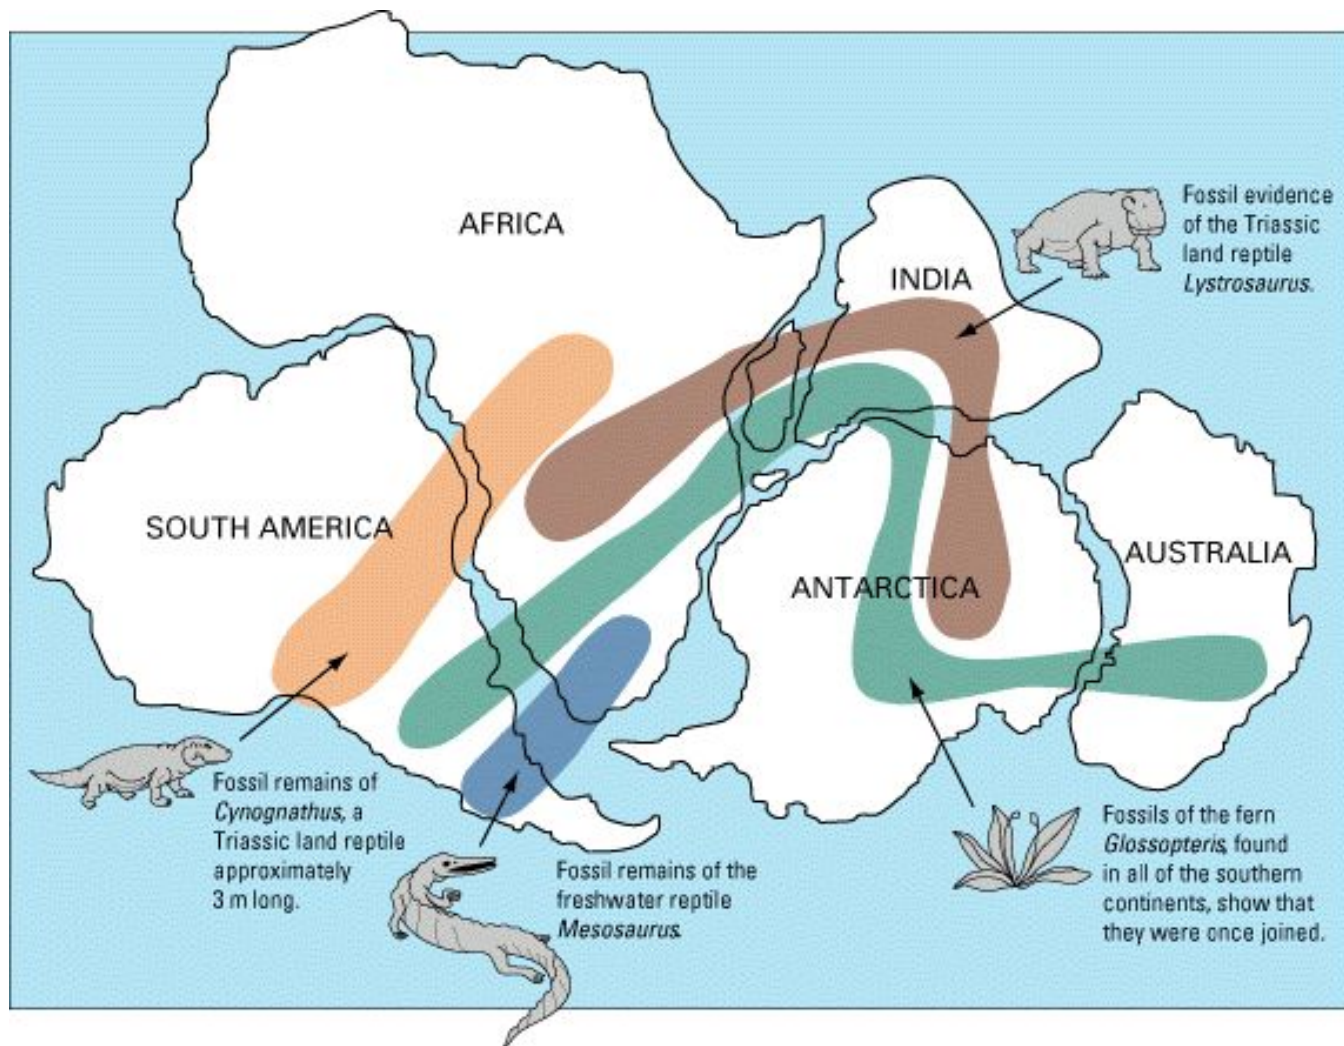 AFRICA
INDIA
Fossil evidence
of the Triassic
land reptile
Lystrosaurus.
SOUTH AMERICA
ANTARCTICA
AUSTRALIA
Fossil remains of
Cynognathus, a
Triassic land reptile
approximately
3 m long.
Fossil remains of the
freshwater reptile
Mesosaurus.
Fossils of the fern
Glossopteris, found
in all of the southern
continents, show that
they were once joined.